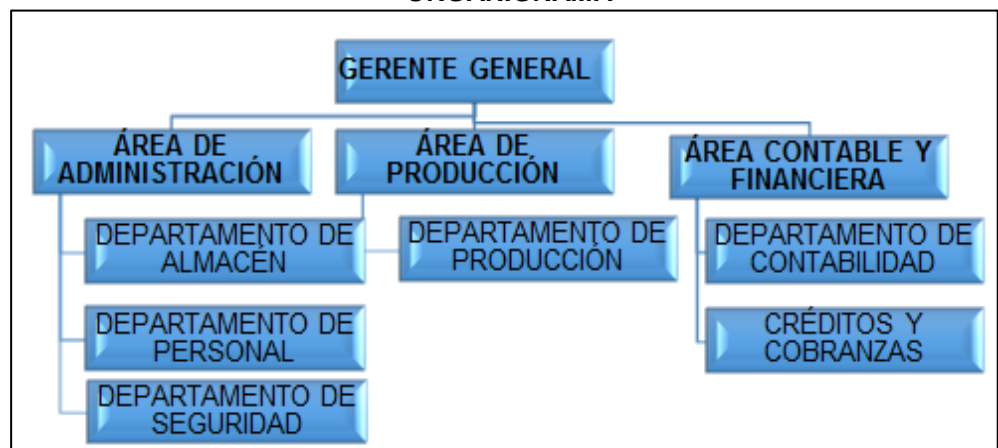 GERENTE GENERAL
ÁREA DE
ADMINISTRACIÓN
ÁREA DE
PRODUCCIÓN
ÁREA CONTABLE Y
FINANCIERA
DEPARTAMENTO DE
ALMACÉN
DEPARTAMENTO DE
PERSONAL
DEPARTAMENTO DE
SEGURIDAD
DEPARTAMENTO DE
PRODUCCIÓN
DEPARTAMENTO DE
CONTABILIDAD
CRÉDITOS Y
COBRANZAS